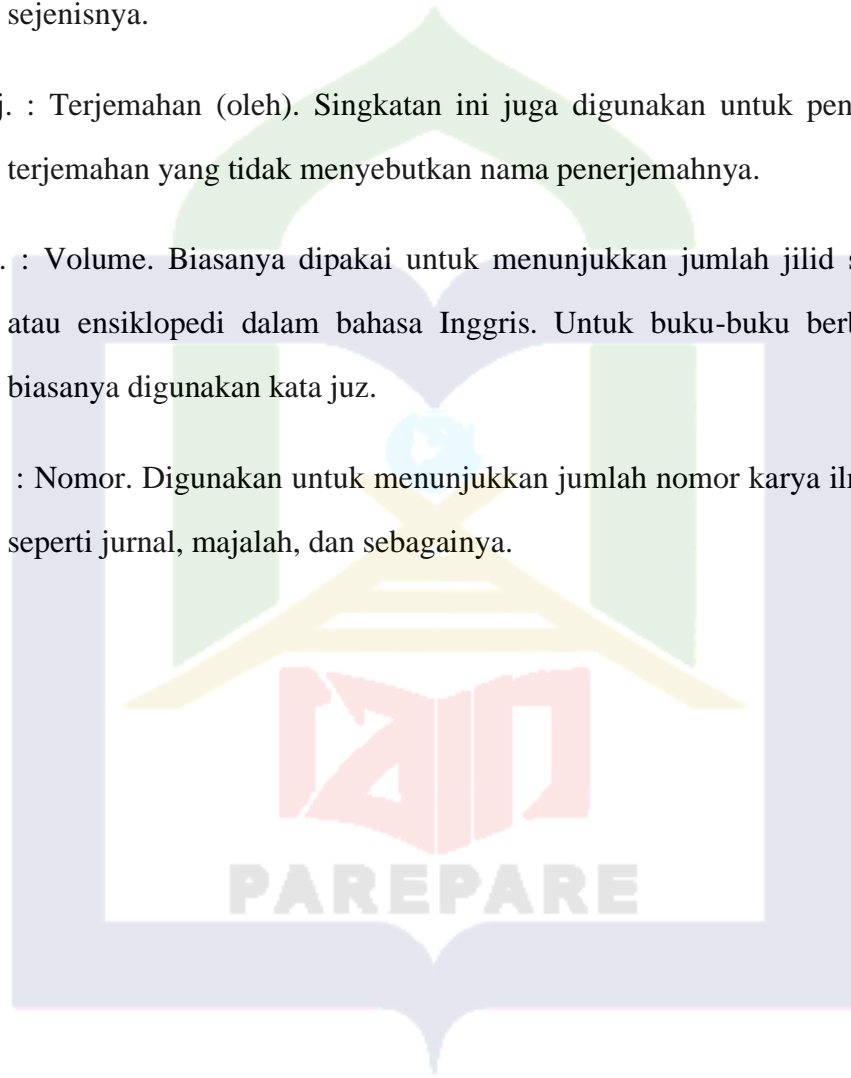 sejenisnya.
j. : Terjemahan (oleh). Singkatan ini juga digunakan untuk pen
terjemahan yang tidak menyebutkan nama penerjemahnya.
. : Volume. Biasanya dipakai untuk menunjukkan jumlah jilid s
atau ensiklopedi dalam bahasa Inggris. Untuk buku-buku berb
biasanya digunakan kata juz.
: Nomor. Digunakan untuk menunjukkan jumlah nomor karya iln
seperti jurnal, majalah, dan sebagainya.
iain
PAREPARE